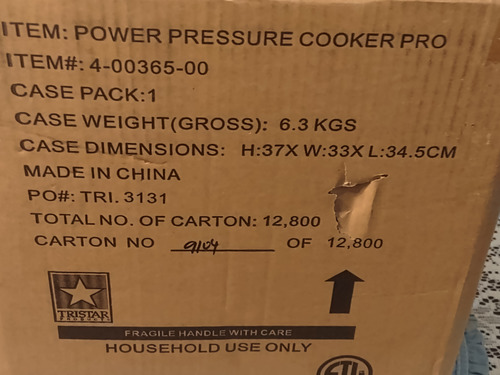 ITEM: POWER PRESSURE COOKER PRO
ITEM#: 4-00365-00
CASE PACK:1
CASE WEIGHT(GROSS): 6.3 KGS
CASE DIMENSIONS: H:37X W:33X L:34.5CM
MADE IN CHINA
PO#: TRI. 3131
TOTAL NO. OF CARTON: 12,800
CARTON NO 9104 OF 12,800
TRISTAR
PRODUCTS
FRAGILE HANDLE WITH CARE
HOUSEHOLD USE ONLY
ETL